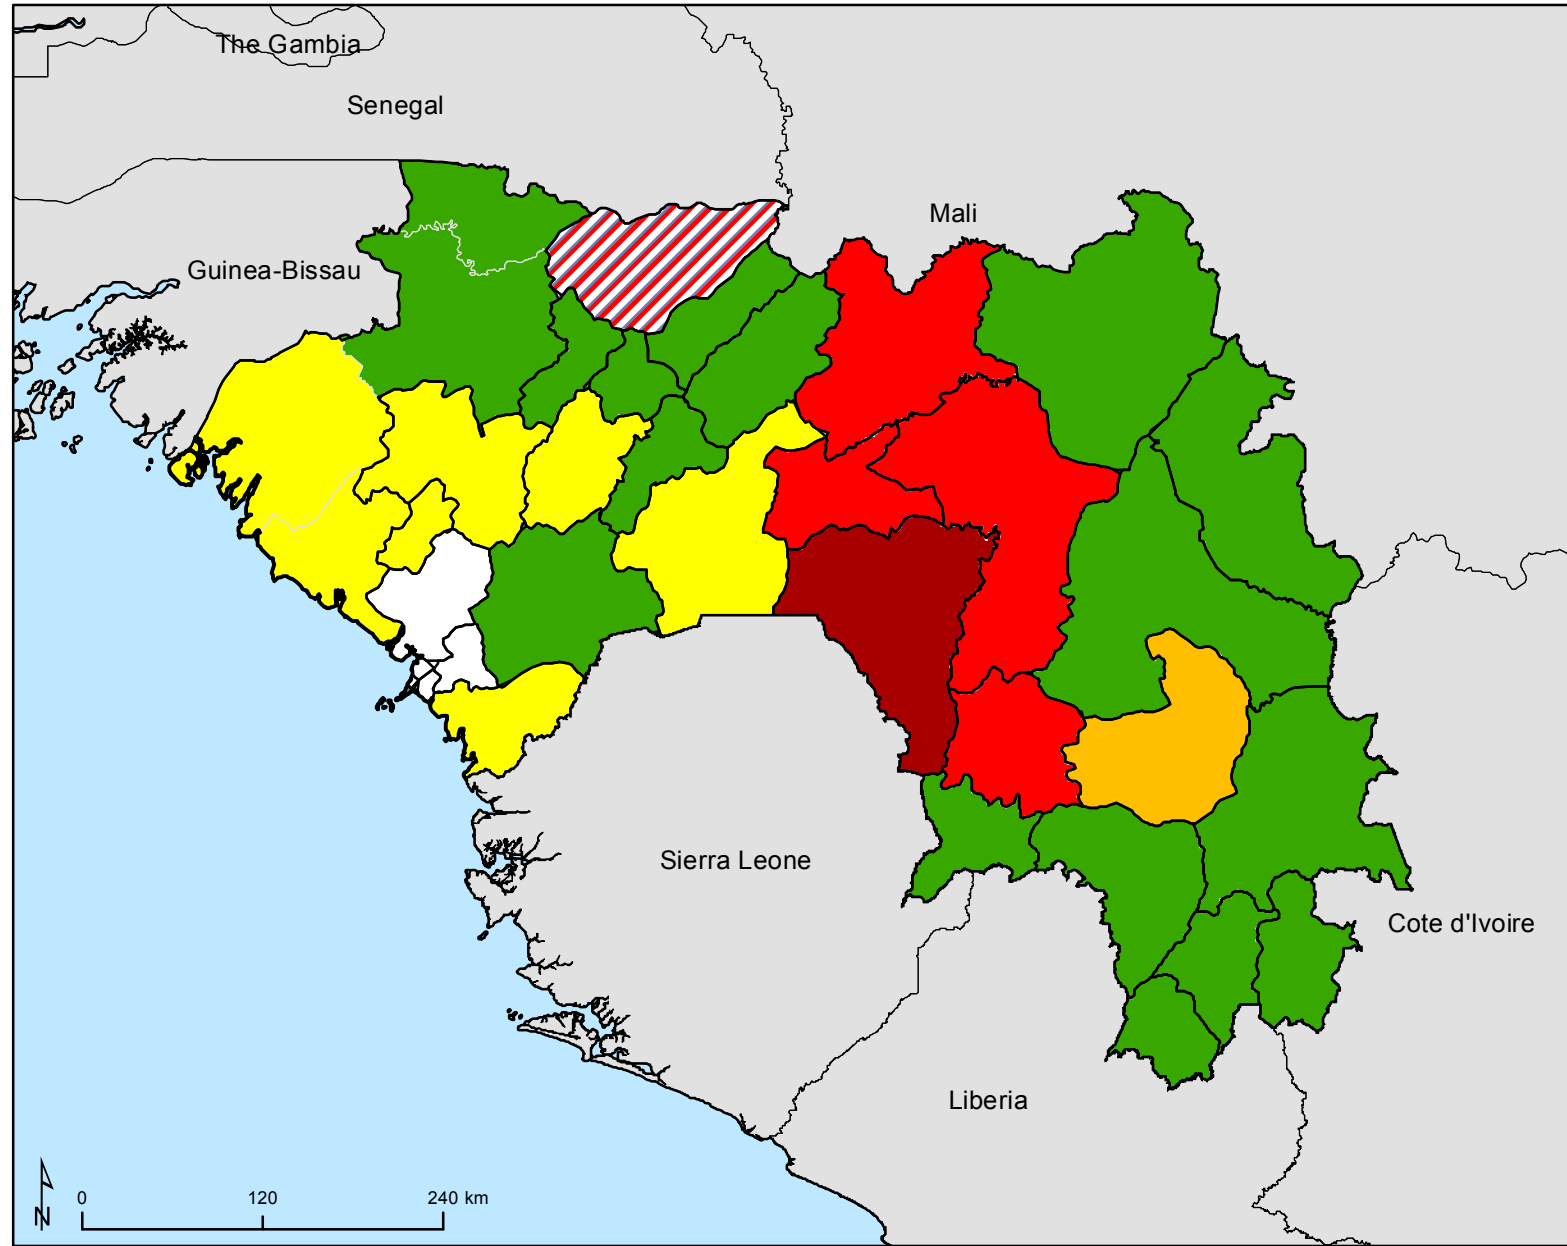 The Gambia
Senegal
Mali
Guinea-Bissau
Sierra Leone
Cote d'Ivoire
Liberia
N
0 120 240 km